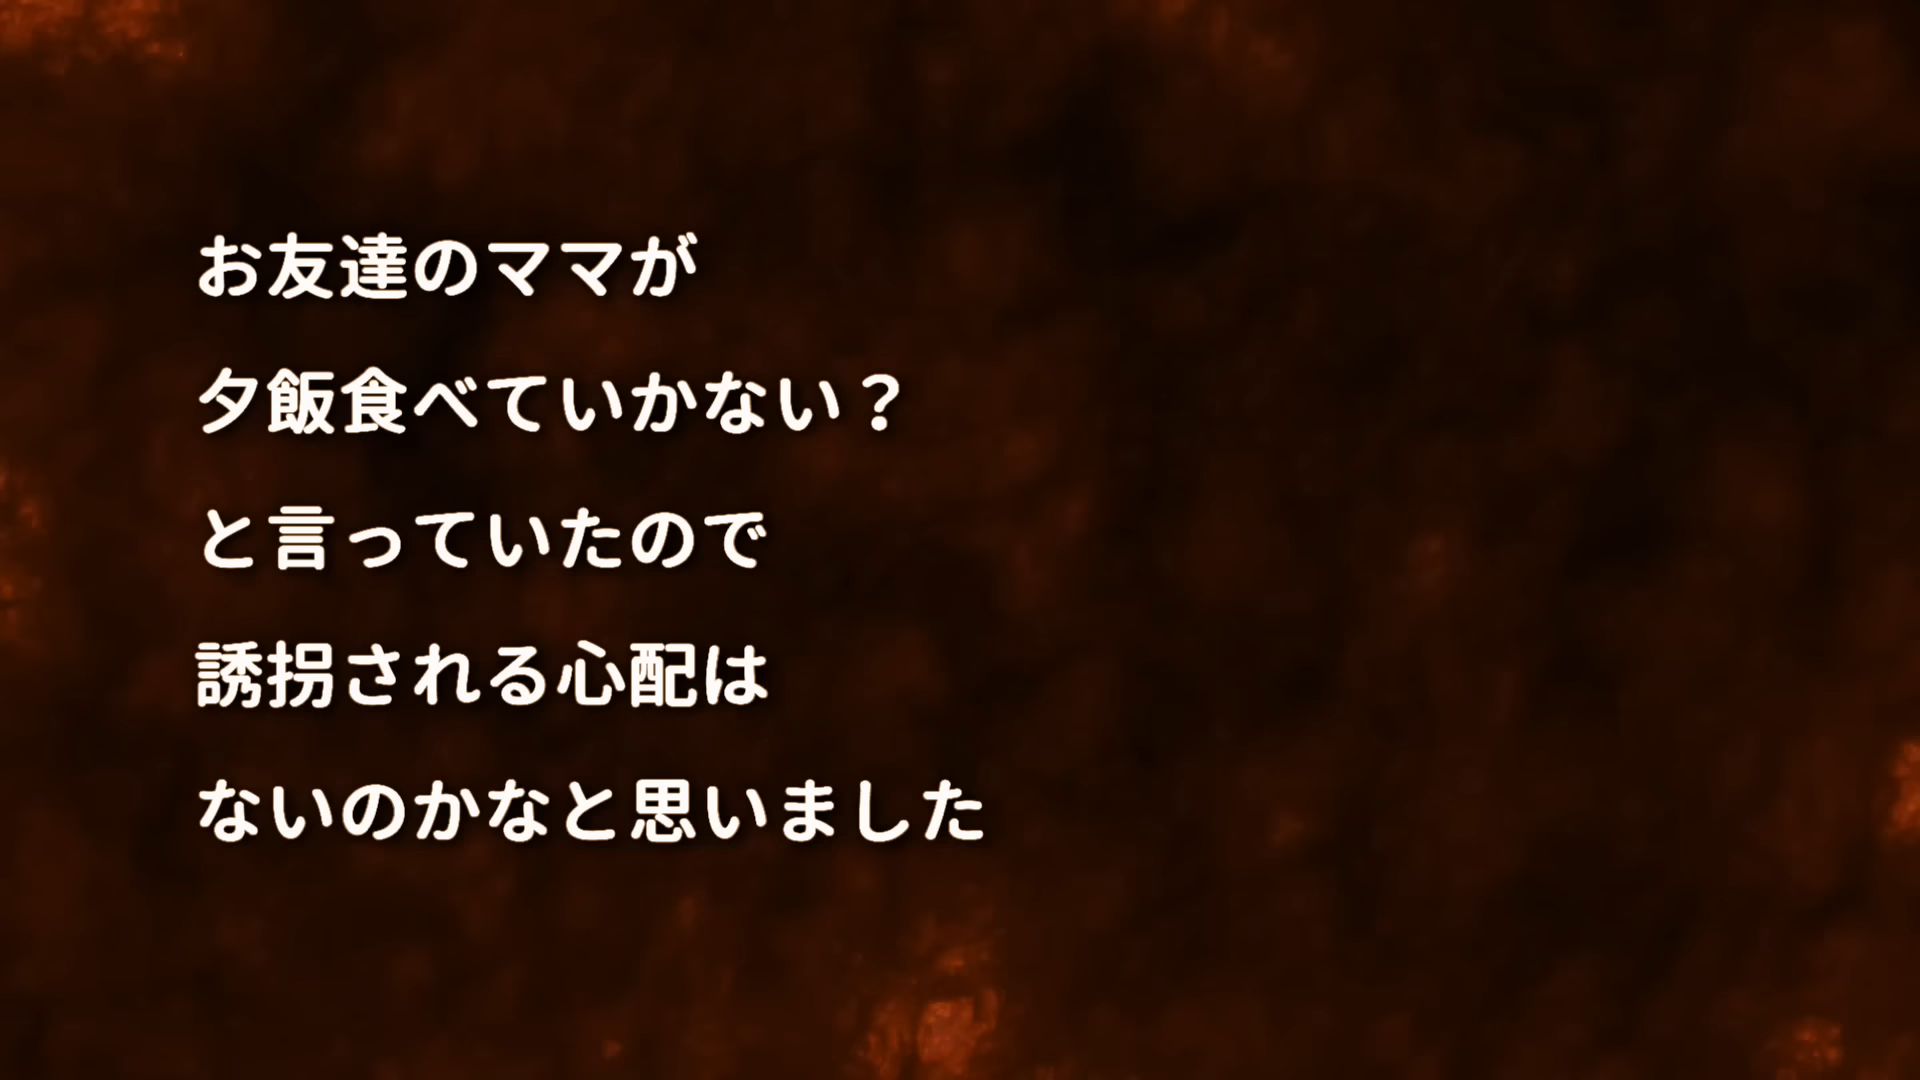 お友達のママが
夕飯食べていかない？
と言っていたので
誘拐される心配は
ないのかなと思いました